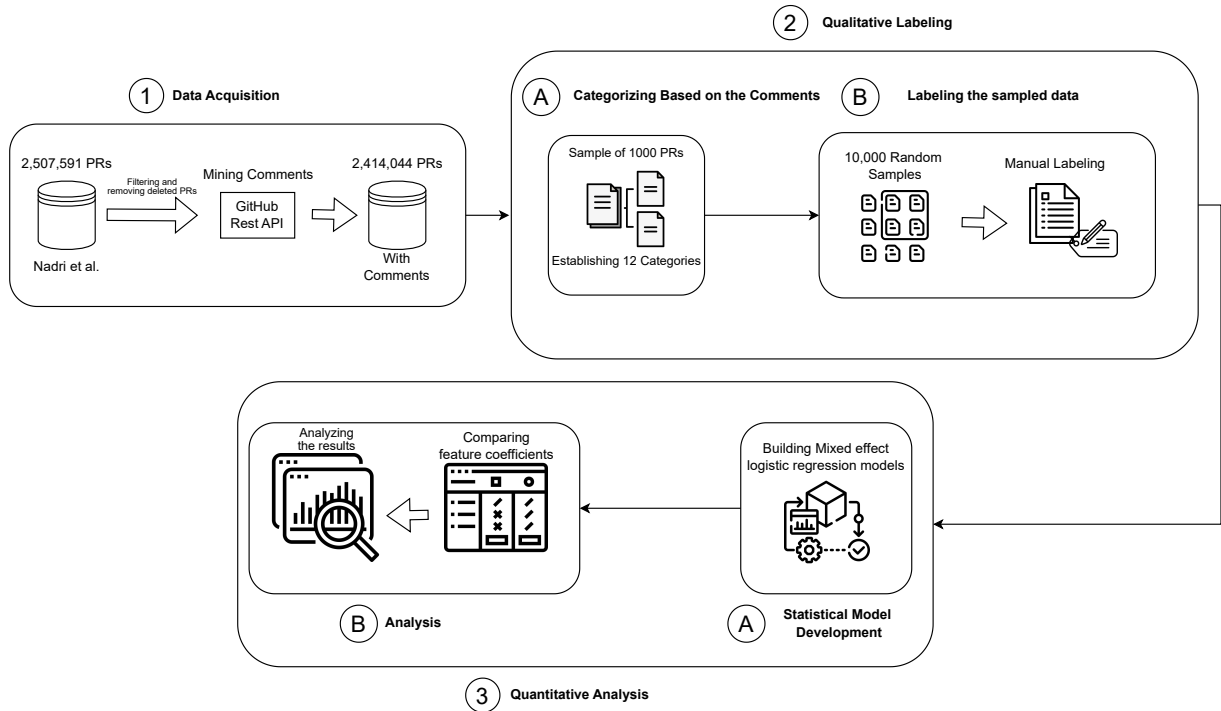 2
Qualitative Labeling
1
Data Acquisition
A
Categorizing Based on the Comments
B
Labeling the sampled data
2,507,591 PRs
Filtering and
removing deleted PRs
Nadri et al.
Mining Comments
GitHub
Rest API
2,414,044 PRs
With
Comments
Sample of 1000 PRs
Establishing 12 Categories
10,000 Random
Samples
Manual Labeling
Analyzing
the results
Comparing
feature coefficients
Building Mixed effect
logistic regression models
B
Analysis
A
Statistical Model
Development
3
Quantitative Analysis